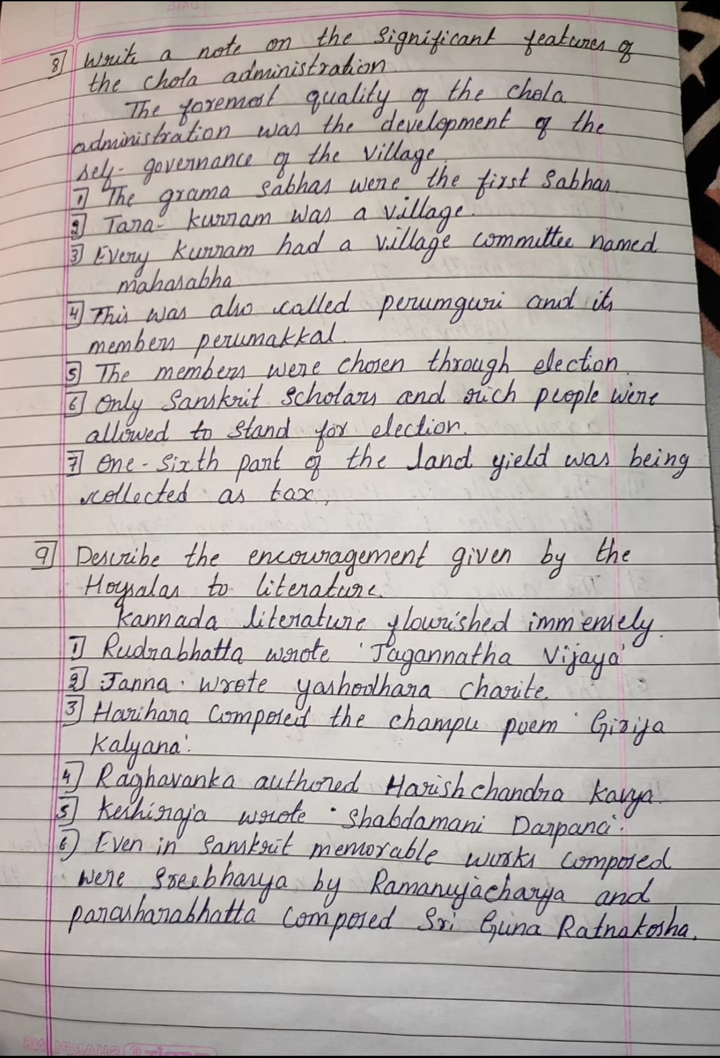 8] Write a note on the significant features of
the chola administration.
The foremost quality of the chola
administration was the development of the
self-governance of the village.
1] The grama sabhas were the first sabhas.
2] Tara-kurram was a village.
3] Every kurram had a village committee named
mahasabha.
4] This was also called perumguri and its
members perumakkal.
5] The members were chosen through election.
6] Only Sanskrit scholars and rich people were
allowed to stand for election.
7] One-sixth part of the land yield was being
collected as tax,
9] Describe the encouragement given by the
Hoysalas to literature.
Kannada literature flourished immensely.
1] Rudrabhatta wrote 'Jagannatha Vijaya'
2] Janna wrote yashodhara charite.
3] Harihara Composed the champu poem 'Girija
Kalyana'.
4] Raghavanka authored Harishchandra Kavya.
5] Keshiraja wrote 'Shabdamani Darpana'.
6) Even in Sanskrit memorable works composed
were Sreebhasya by Ramanujacharya and
parasharabhatta composed Sri Guna Ratnakosha.